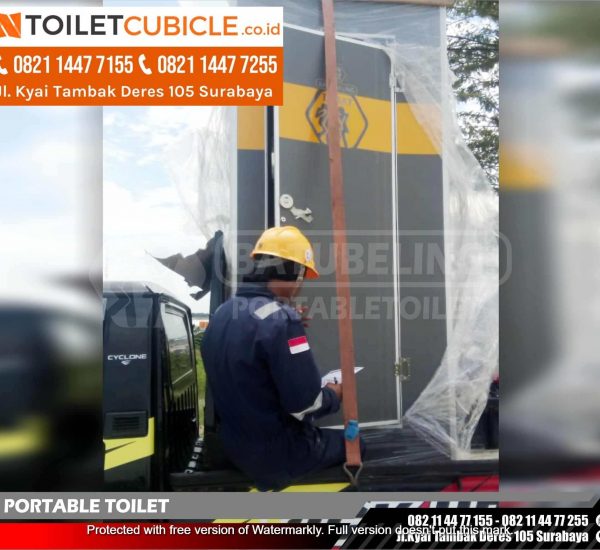 TOILETCUBICLE.co.id
0821 1447 7155 0821 1447 7255
Jl. Kyai Tambak Deres 105 Surabaya
BATUBELING
PORTABLETOILET
CYCLONE
PORTABLE TOILET
082 11 44 77 155 - 082 11 44 77 255
Jl.Kyai Tambak Deres 105 Surabaya
Protected with free version of Watermarkly. Full version doesn't put this mark.